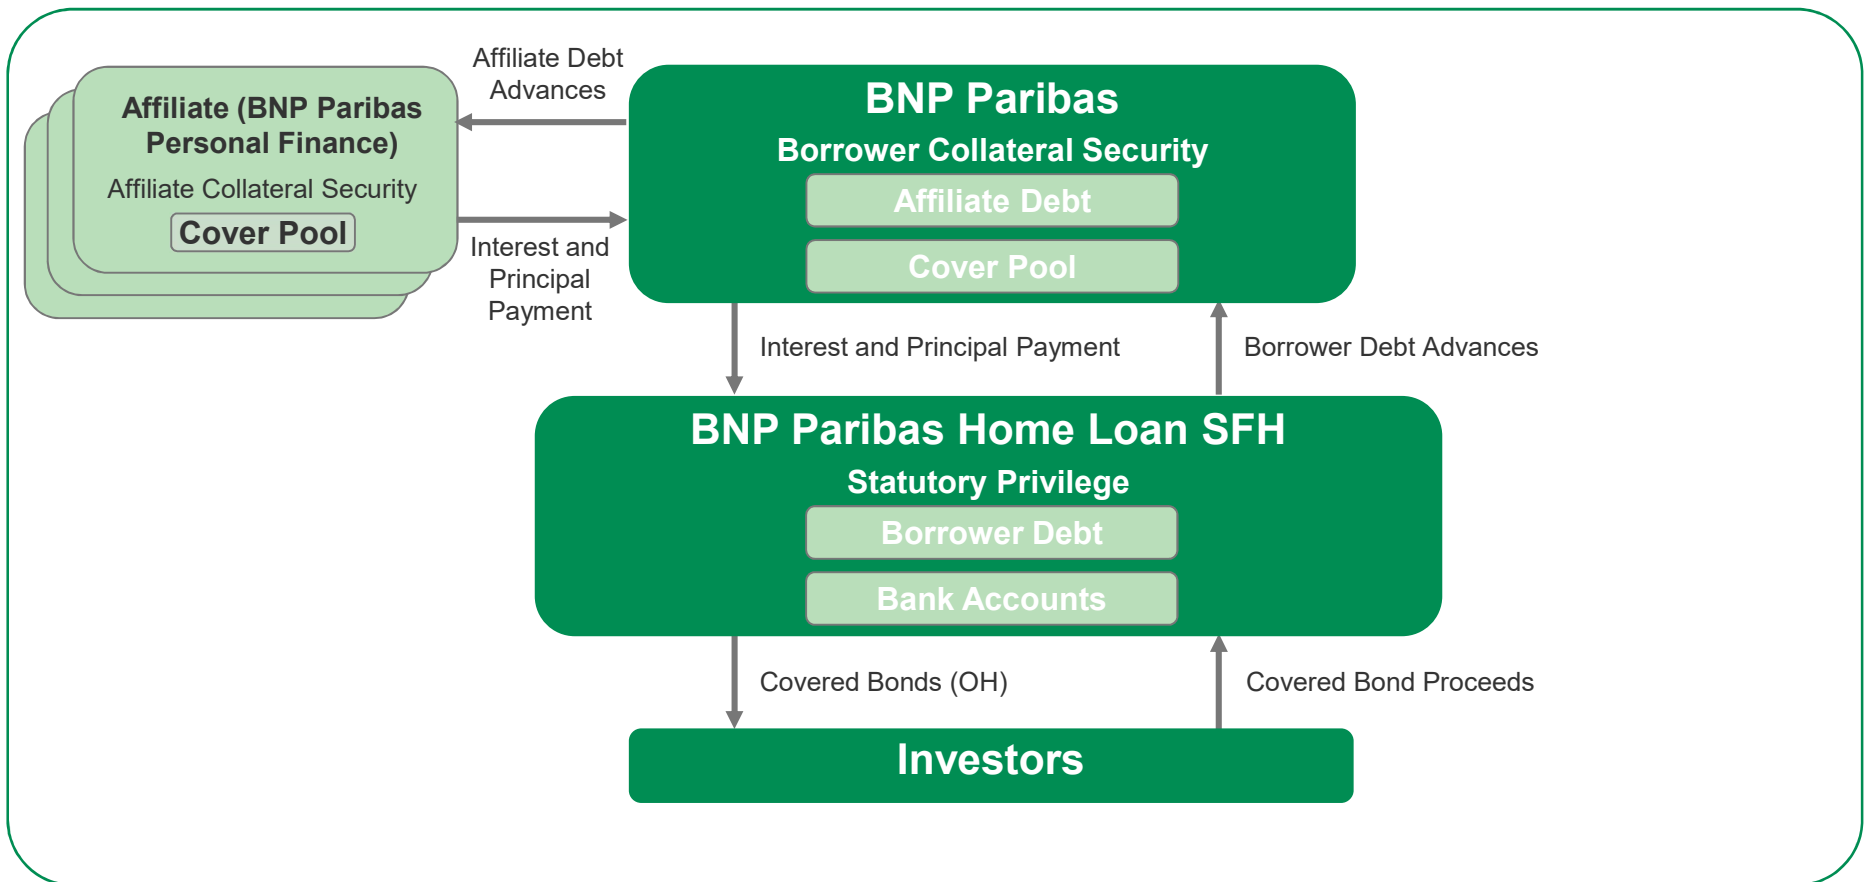 Affiliate (BNP Paribas
Personal Finance)
Affiliate Collateral Security
Cover Pool
Affiliate Debt
Advances
Interest and
Principal
Payment
BNP Paribas
Borrower Collateral Security
Affiliate Debt
Cover Pool
Interest and Principal Payment
Borrower Debt Advances
BNP Paribas Home Loan SFH
Statutory Privilege
Borrower Debt
Bank Accounts
Covered Bonds (OH)
Covered Bond Proceeds
Investors